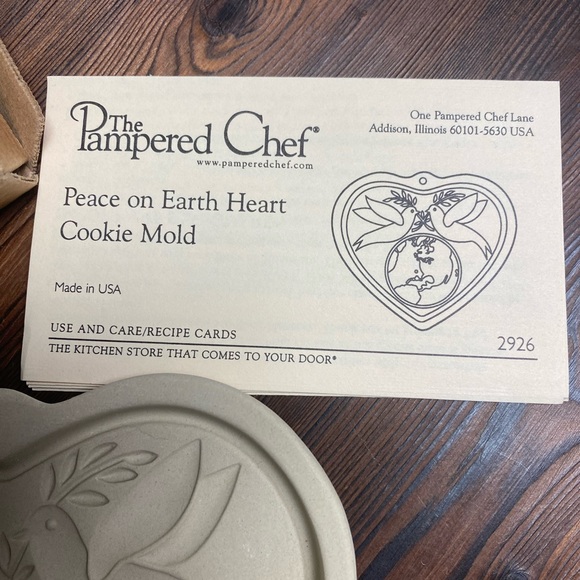 The
Pampered Chef®
www.pamperedchef.com
One Pampered Chef Lane
Addison, Illinois 60101-5630 USA
Peace on Earth Heart
Cookie Mold
Made in USA
USE AND CARE/RECIPE CARDS
2926
THE KITCHEN STORE THAT COMES TO YOUR DOOR®